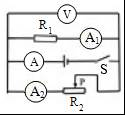 V
R₁ A₁
A S
A₂ P
R₂